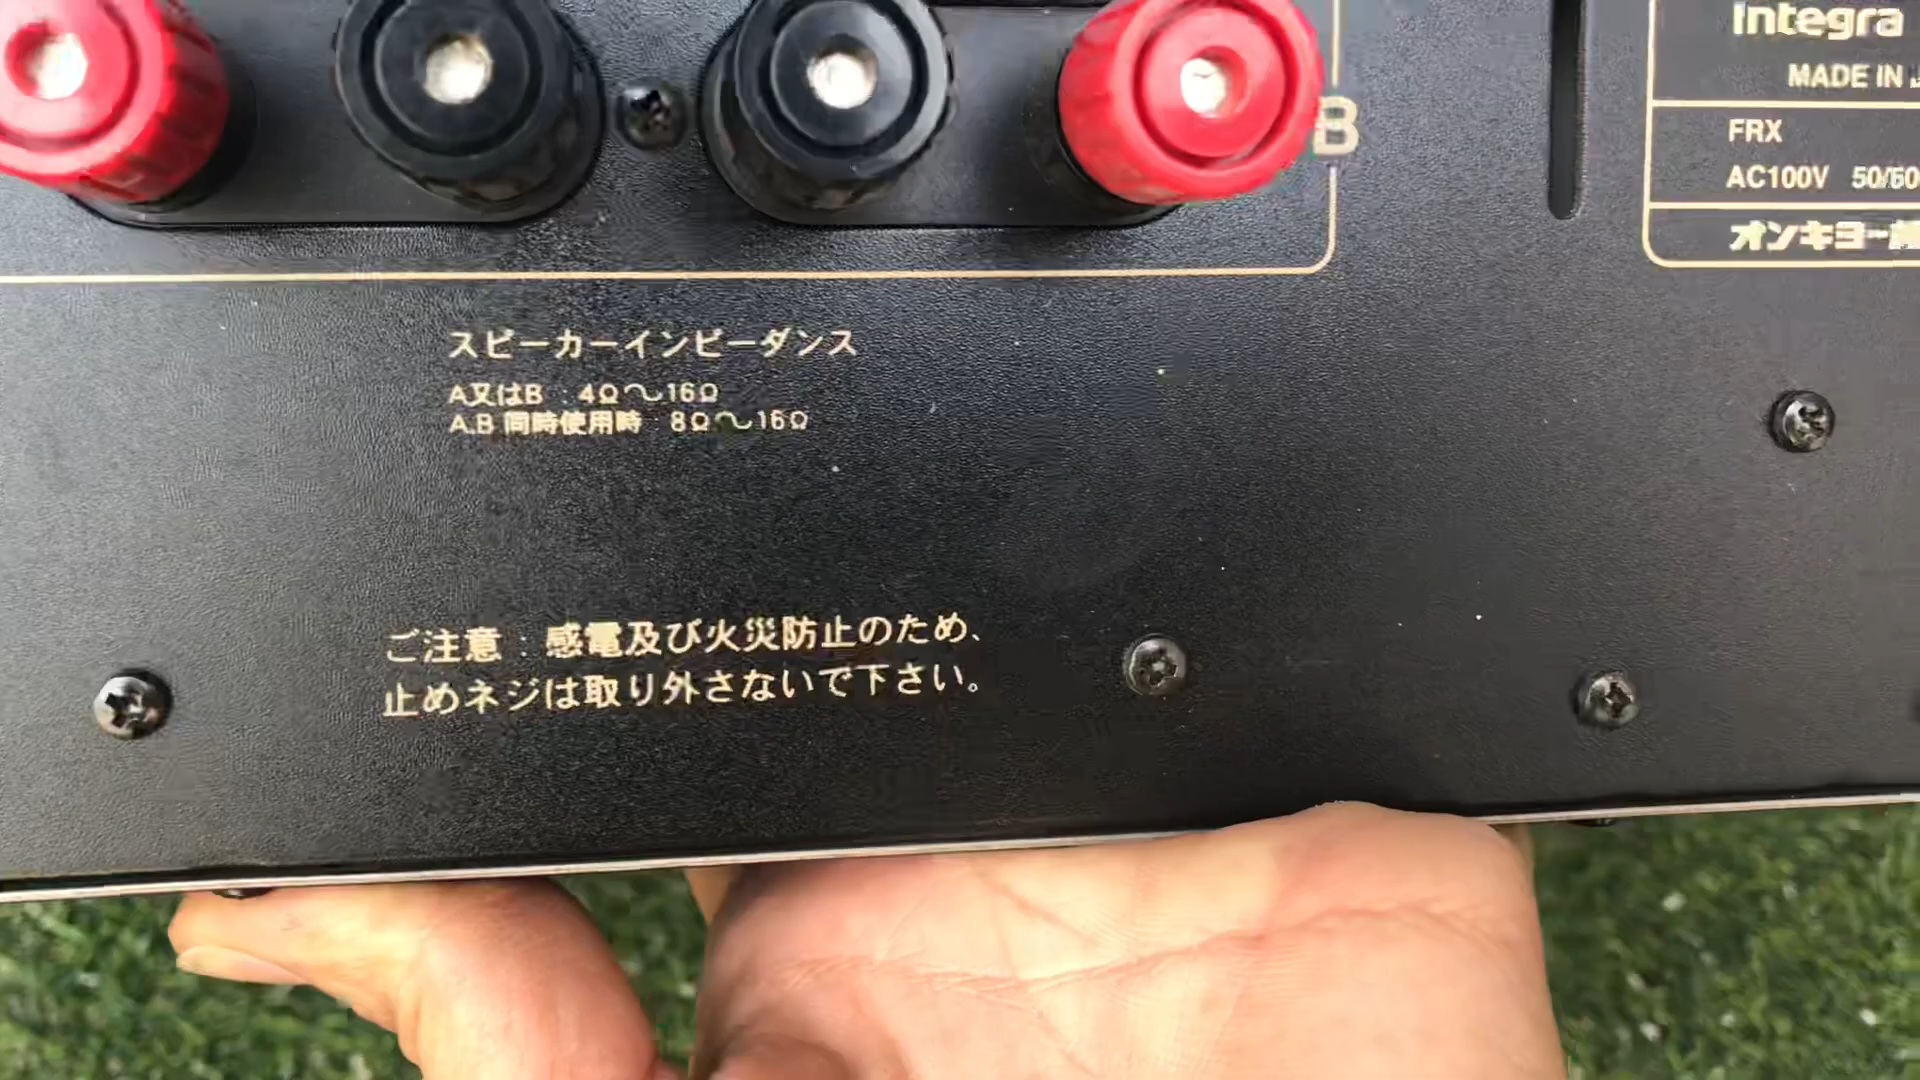 Integra
MADE IN
FRX
AC100V 50/60
オンキヨー
B
スピーカーインピーダンス
A又はB : 4Ω〜16Ω
A.B 同時使用時 : 8Ω〜16Ω
ご注意 : 感電及び火災防止のため、
止めネジは取り外さないで下さい。